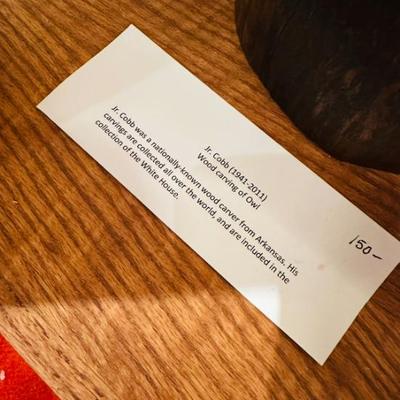 Jr. Cobb (1941-2011)
Wood carving of Owl
Jr. Cobb was a nationally-known wood carver from Arkansas. His
carvings are collected all over the world, and are included in the
collection of the White House.
150-